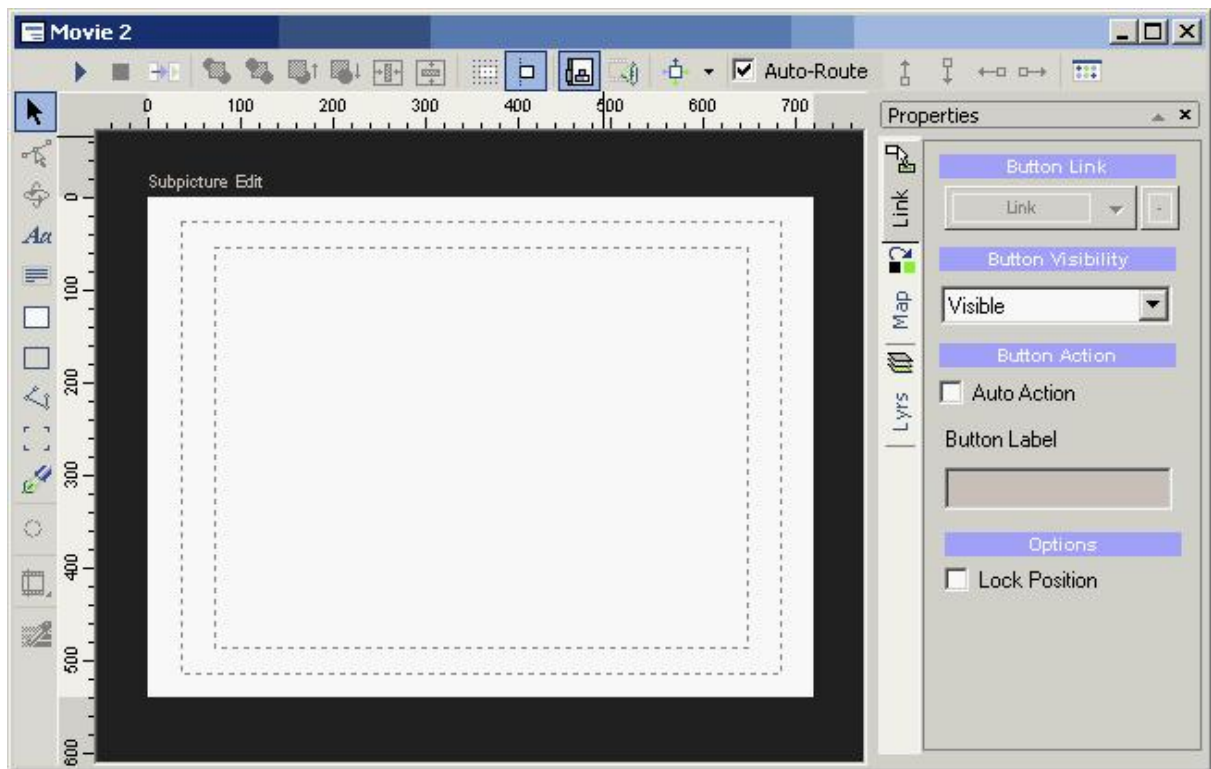 Movie 2
Auto-Route
0 100 200 300 400 500 600 700
Properties
Subpicture Edit
0
100
200
300
400
500
600
Aa
Link
Map
Lyrs
Button Link
Link
-
Button Visibility
Visible
Button Action
Auto Action
Button Label
Options
Lock Position